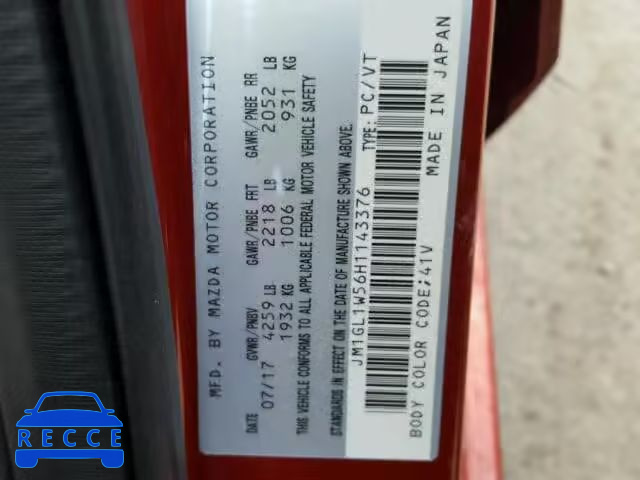 MFD. BY MAZDA MOTOR CORPORATION
DATE GVWR/PNBV GAWR/PNBE FRT GAWR/PNBE RR
07/17 4259 LB 2218 LB 2052 LB
1932 KG 1006 KG 931 KG
THIS VEHICLE CONFORMS TO ALL APPLICABLE FEDERAL MOTOR VEHICLE SAFETY
STANDARDS IN EFFECT ON THE DATE OF MANUFACTURE SHOWN ABOVE.
JM1GL1W56H1143376 TYPE: PC/VT
BODY COLOR CODE;41V MADE IN JAPAN
RECCE